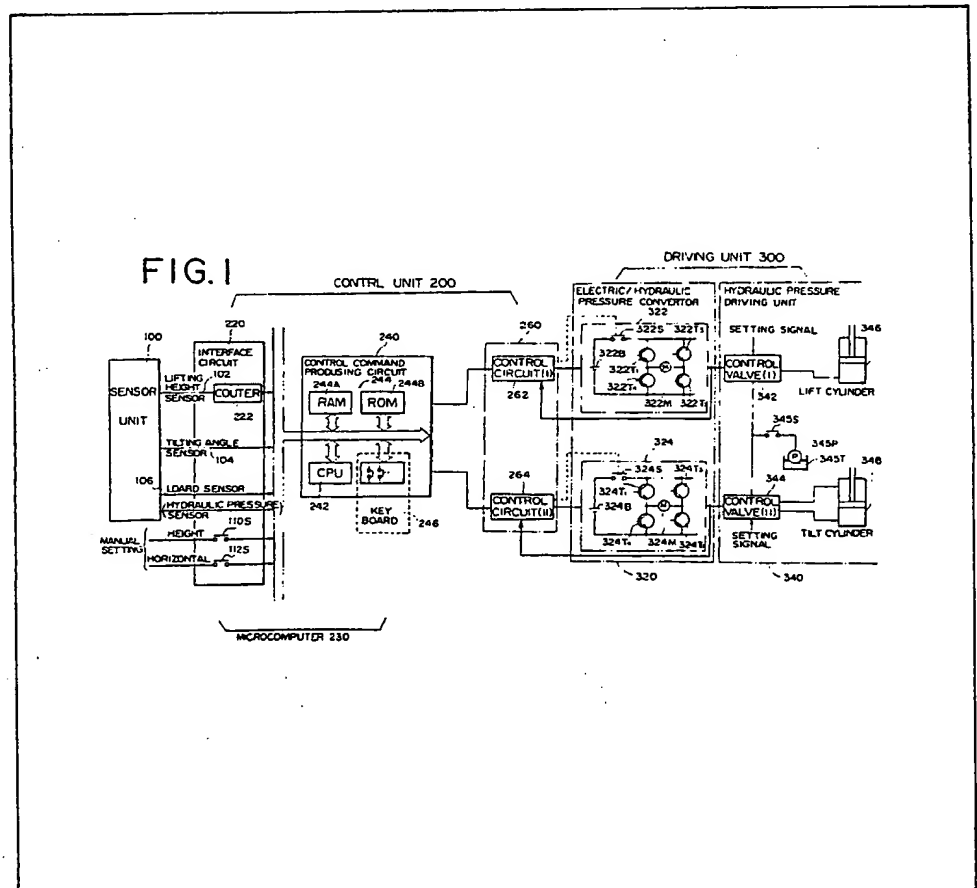 FIG. 1
CONTRL UNIT 200
DRIVING UNIT 300
ELECTRIC/HYDRAULIC
PRESSURE CONVERTOR
HYDRAULIC PRESSURE
DRIVING UNIT
220
240
260
322
322S
322T₃
SETTING SIGNAL
346
100
INTERFACE
CIRCUIT
CONTROL COMMAND
PRODUSING CIRCUIT
244A
244
244B
CONTROL
CIRCUIT(I)
322B
322T₁
CONTROL
VALVE(I)
SENSOR
UNIT
LIFTING
HEIGHT
SENSOR
102
COUTER
222
RAM
ROM
262
322M
342
LIFT CYLINDER
TILTING ANGLE
SENSOR
104
324
345S
345P
345T
106
LOARD SENSOR
264
324S
324T₃
344
348
HYDRAULIC PRESSURE
SENSOR
CPU
242
KEY
BOARD
246
CONTROL
CIRCUIT(II)
324T₁
324B
M
CONTROL
VALVE(II)
MANUAL
SETTING
HEIGHT
110S
HORIZONTAL
112S
324M
SETTING
SIGNAL
TILT CYLINDER
320
340
MICROCOMPUTER 230